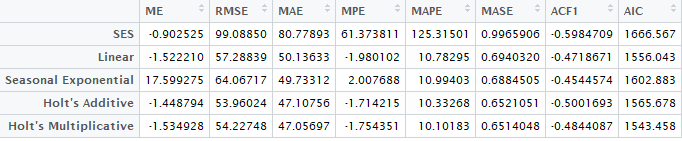 ME RMSE MAE MPE MAPE MASE ACF1 AIC
SES -0.902525 99.08850 80.77893 61.373811 125.31501 0.9965906 -0.5984709 1666.567
Linear -1.522210 57.28839 50.13633 -1.980102 10.78295 0.6940320 -0.4718671 1556.043
Seasonal Exponential 17.599275 64.06717 49.73312 2.007688 10.99403 0.6884505 -0.4544574 1602.883
Holt's Additive -1.448794 53.96024 47.10756 -1.714215 10.33268 0.6521051 -0.5001693 1565.678
Holt's Multiplicative -1.534928 54.22748 47.05697 -1.754351 10.10183 0.6514048 -0.4844087 1543.458